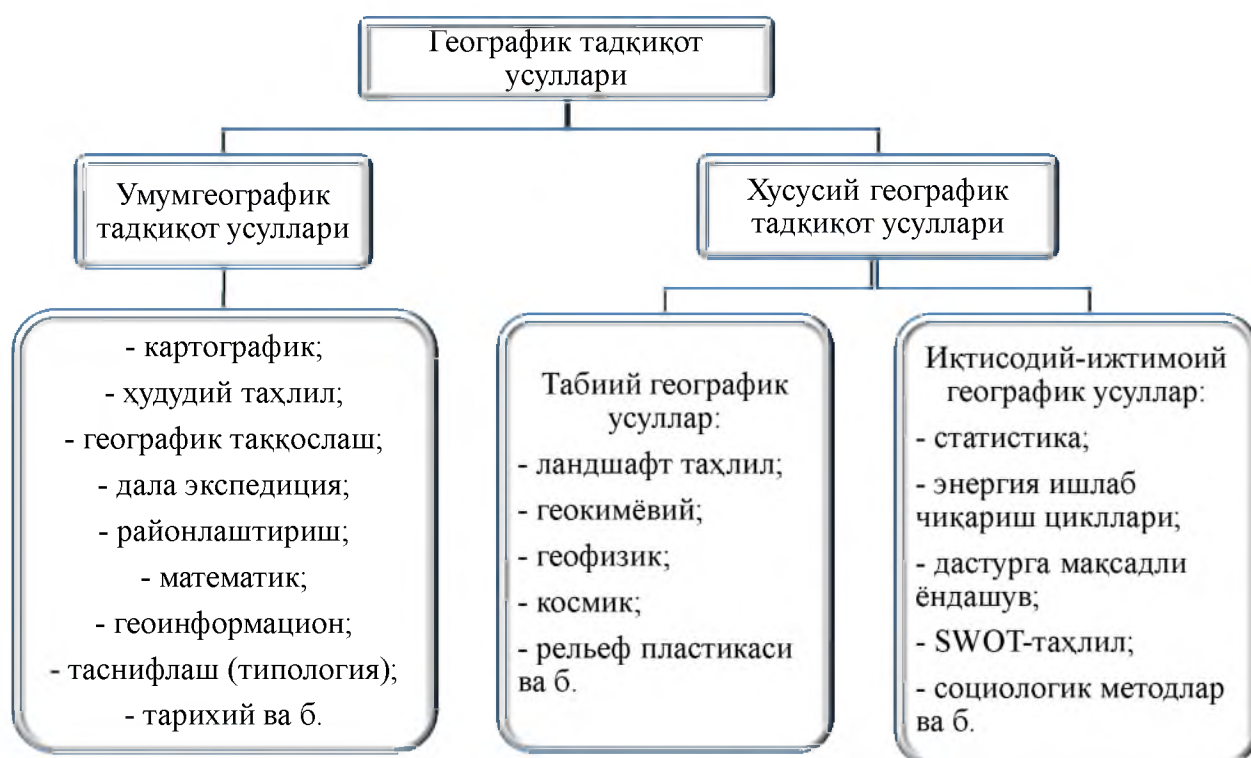 Географик тадқиқот
усуллари
Умумгеографик
тадқиқот усуллари
Хусусий географик
тадқиқот усуллари
- картографик;
- ҳудудий таҳлил;
- географик таққослаш;
- дала экспедиция;
- районлаштириш;
- математик;
- геоинформацион;
- таснифлаш (типология);
- тарихий ва б.
Табиий географик
усуллар:
- ландшафт таҳлил;
- геокимёвий;
- геофизик;
- космик;
- рельеф пластикаси
ва б.
Иқтисодий-ижтимоий
географик усуллар:
- статистика;
- энергия ишлаб
чиқариш цикллари;
- дастурга мақсадли
ёндашув;
- SWOT-таҳлил;
- социологик методлар
ва б.